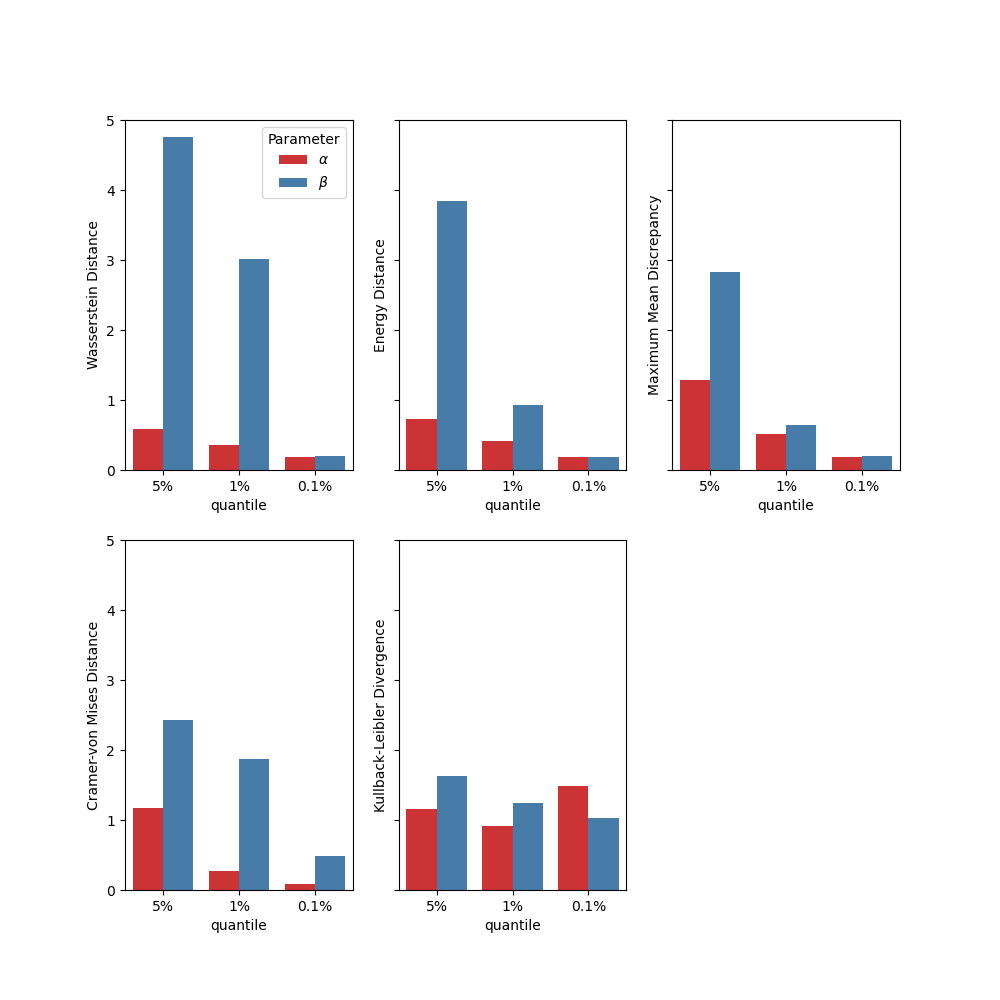 Wasserstein Distance
5
4
3
2
1
0
Parameter
α
β
5% 1% 0.1%
quantile
Energy Distance
5% 1% 0.1%
quantile
Maximum Mean Discrepancy
5% 1% 0.1%
quantile
Cramer-von Mises Distance
5
4
3
2
1
0
5% 1% 0.1%
quantile
Kullback-Leibler Divergence
5% 1% 0.1%
quantile